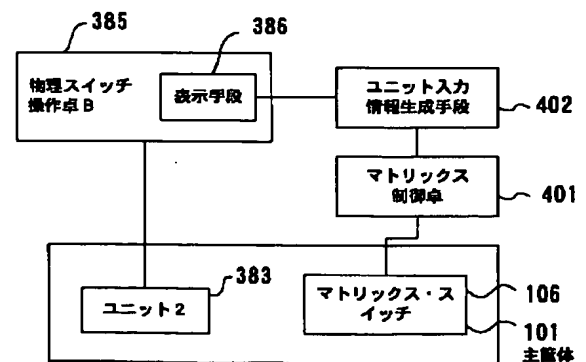 385
386
物理スイッチ
操作卓B
表示手段
ユニット入力
情報生成手段
402
マトリックス
制御卓
401
383
ユニット2
マトリックス・ス
イッチ
106
101
主筐体